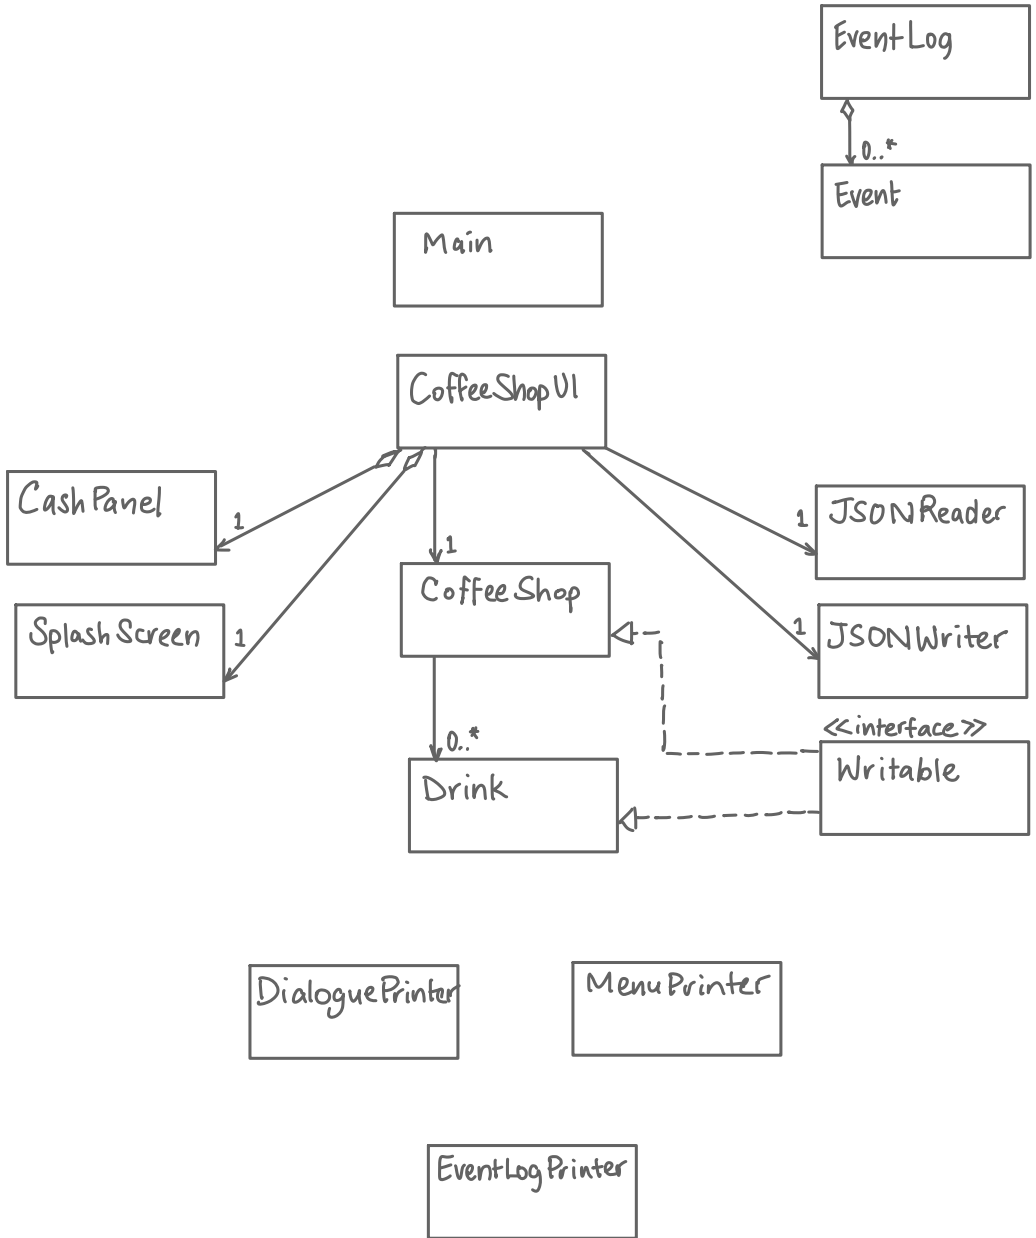 EventLog
0..*
Event
Main
CoffeeShopUI
CashPanel
1
1
JSONReader
1
CoffeeShop
SplashScreen
1
1
JSONWriter
<<interface>>
Writable
0..*
Drink
DialoguePrinter
MenuPrinter
EventLogPrinter